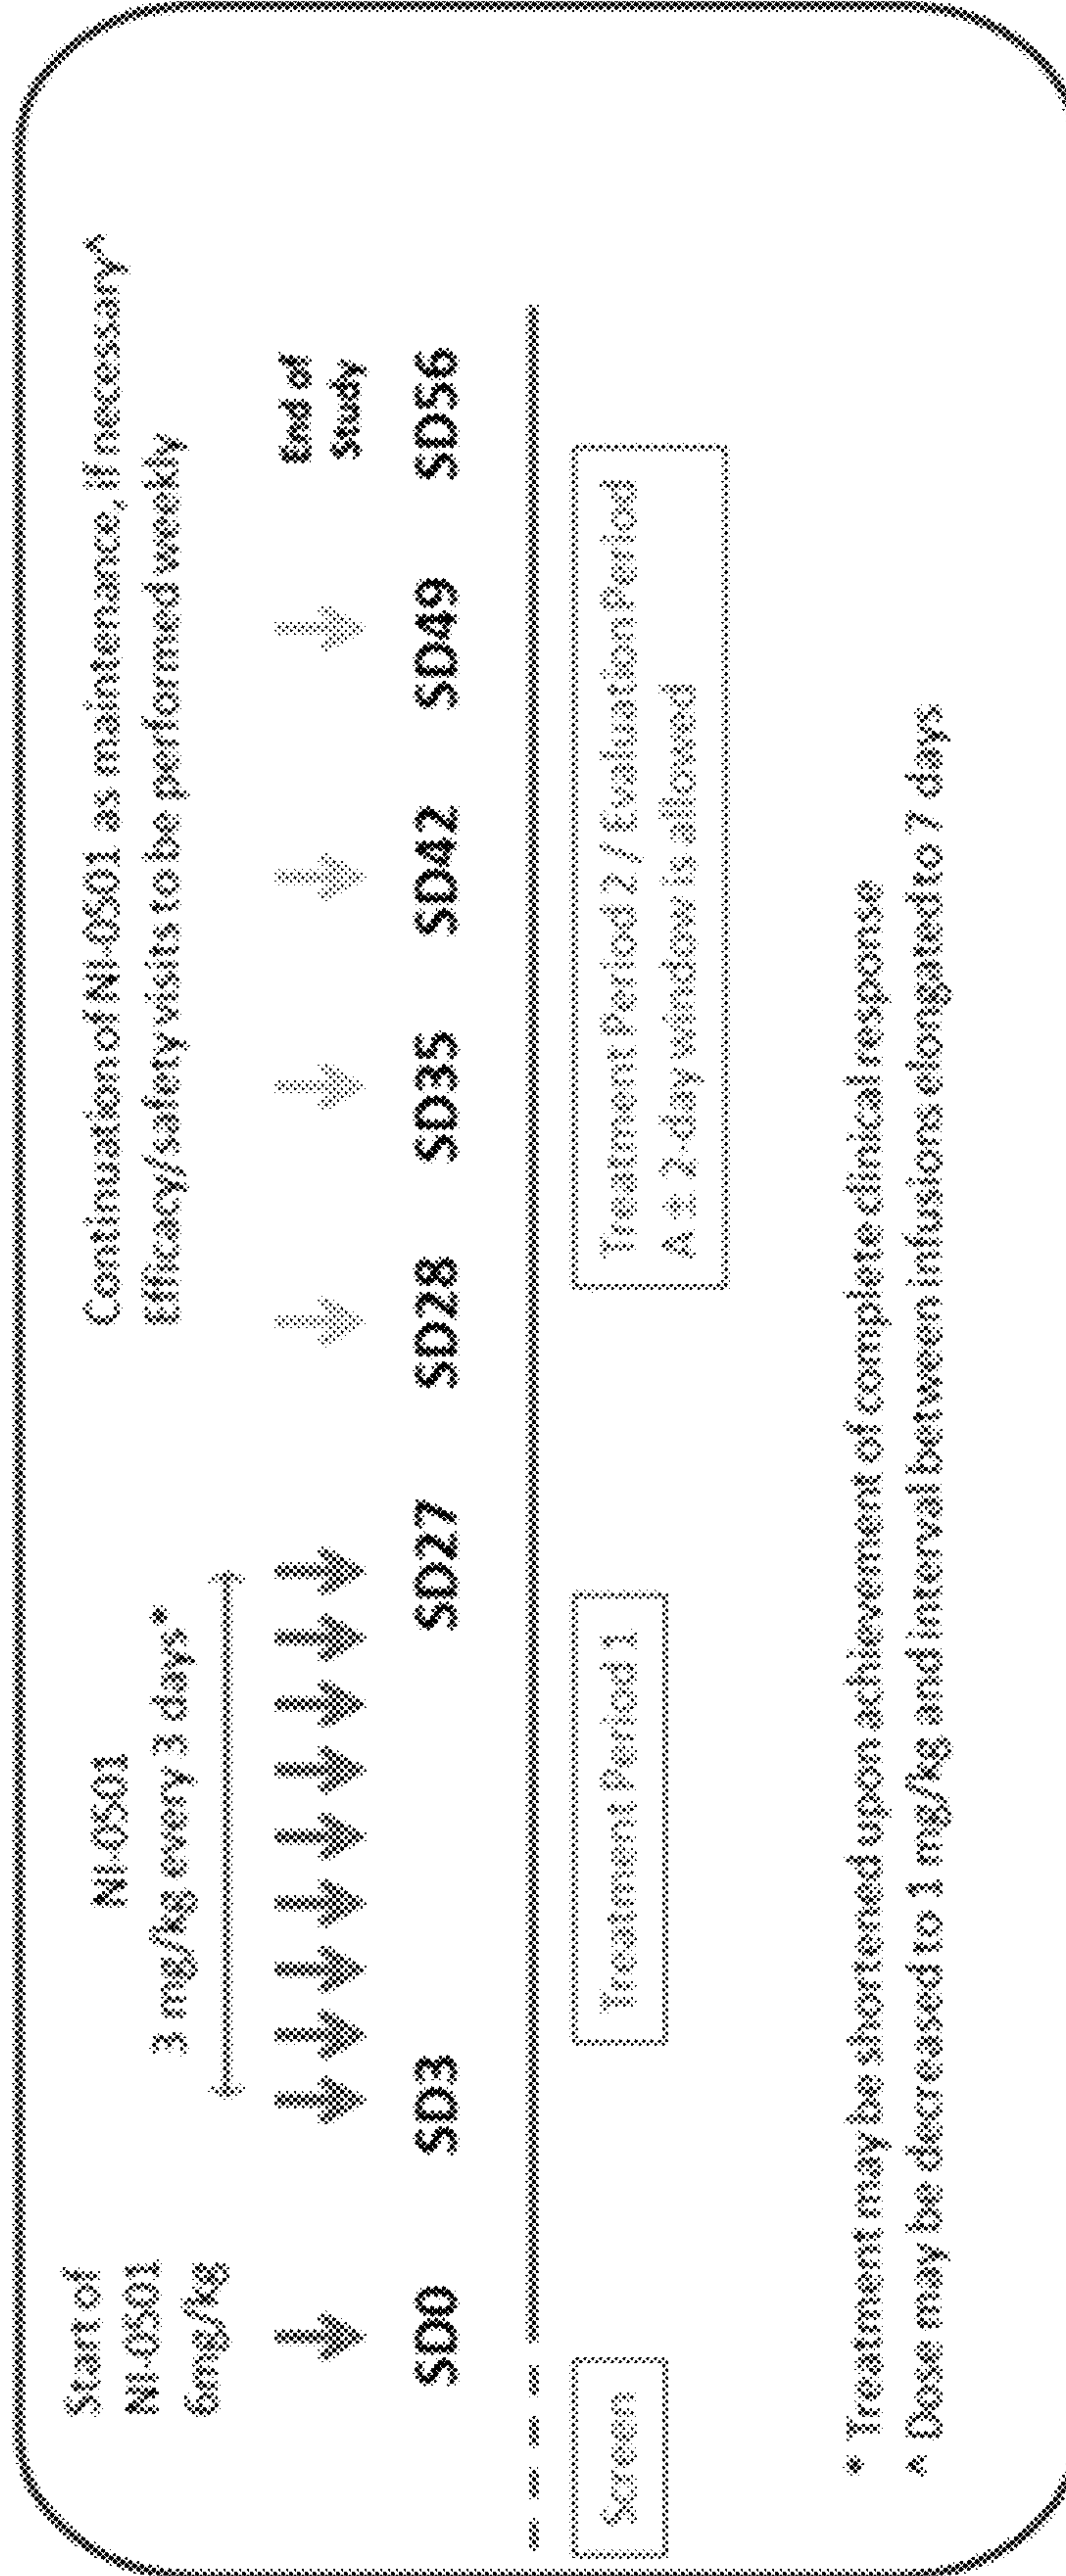 Start of
NI-0501
6mg/kg
NI-0501
3 mg/kg every 3 days*
Continuation of NI-0501 as maintenance, if necessary^
Efficacy/safety visits to be performed weekly
End of
Study
SD0
SD3
SD27
SD28
SD35
SD42
SD49
SD56
Screen
Treatment Period 1
Treatment Period 2 / Evaluation Period
A ± 2-day window is allowed
* Treatment may be shortened upon achievement of complete clinical response
^ Dose may be decreased to 1 mg/kg and interval between infusions elongated to 7 days